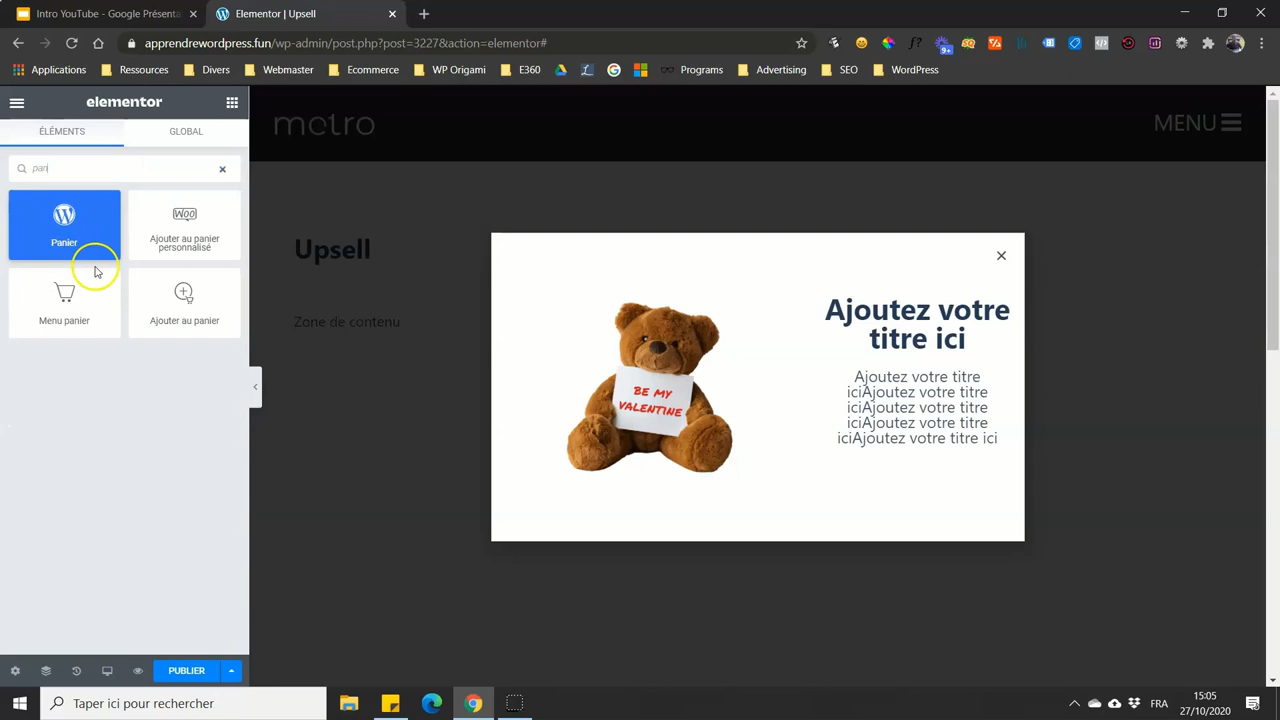 Intro YouTube - Google Présenta
Elementor | Upsell
apprendrewordpress.fun/wp-admin/post.php?post=3227&action=elementor#
f?
9+
Applications
Ressources
Divers
Webmaster
Ecommerce
WP Origami
E360
Programs
Advertising
SEO
WordPress
elementor
ÉLÉMENTS
GLOBAL
pan
Panier
Woo
Ajouter au panier
personnalisé
Menu panier
Ajouter au panier
PUBLIER
metro
MENU
Upsell
Zone de contenu
BE MY
VALENTINE
Ajoutez votre
titre ici
Ajoutez votre titre
iciAjoutez votre titre
iciAjoutez votre titre
iciAjoutez votre titre
iciAjoutez votre titre ici
Taper ici pour rechercher
FR
15:05
27/10/2020